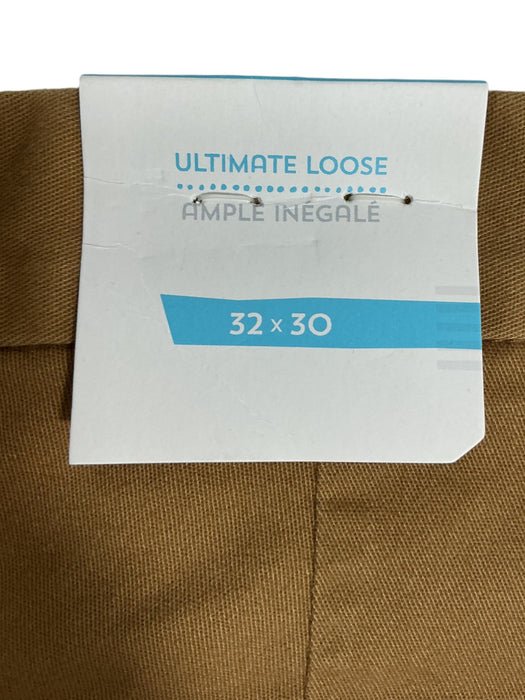 ULTIMATE LOOSE
AMPLE INÉGALÉ
32 x 30